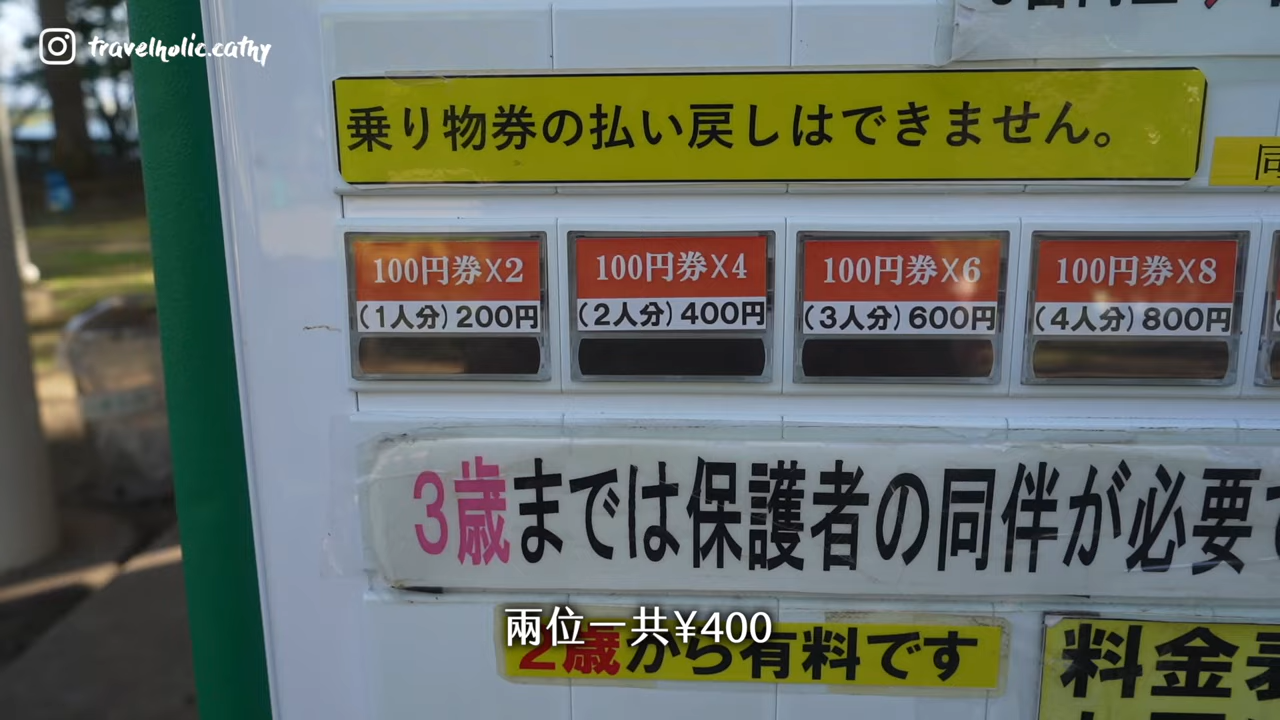 travelholic.cathy
乗り物券の払い戻しはできません。
100円券X2
(1人分)200円
100円券X4
(2人分)400円
100円券X6
(3人分)600円
100円券X8
(4人分)800円
3歳までは保護者の同伴が必要
兩位一共¥400
2歳から有料です
料金表